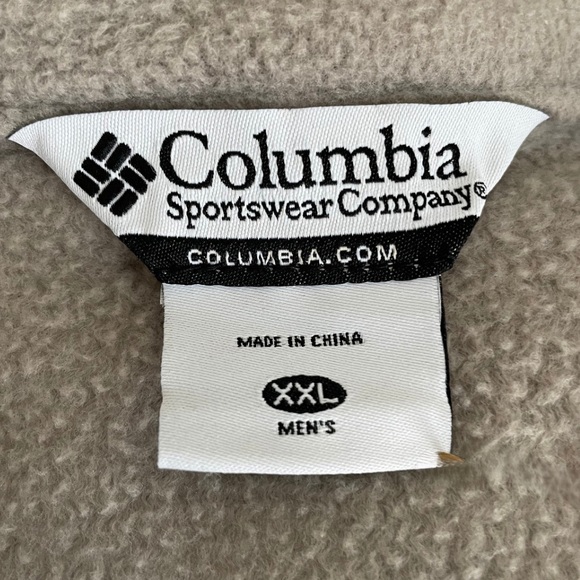 Columbia
Sportswear Company®
COLUMBIA.COM
MADE IN CHINA
XXL
MEN'S